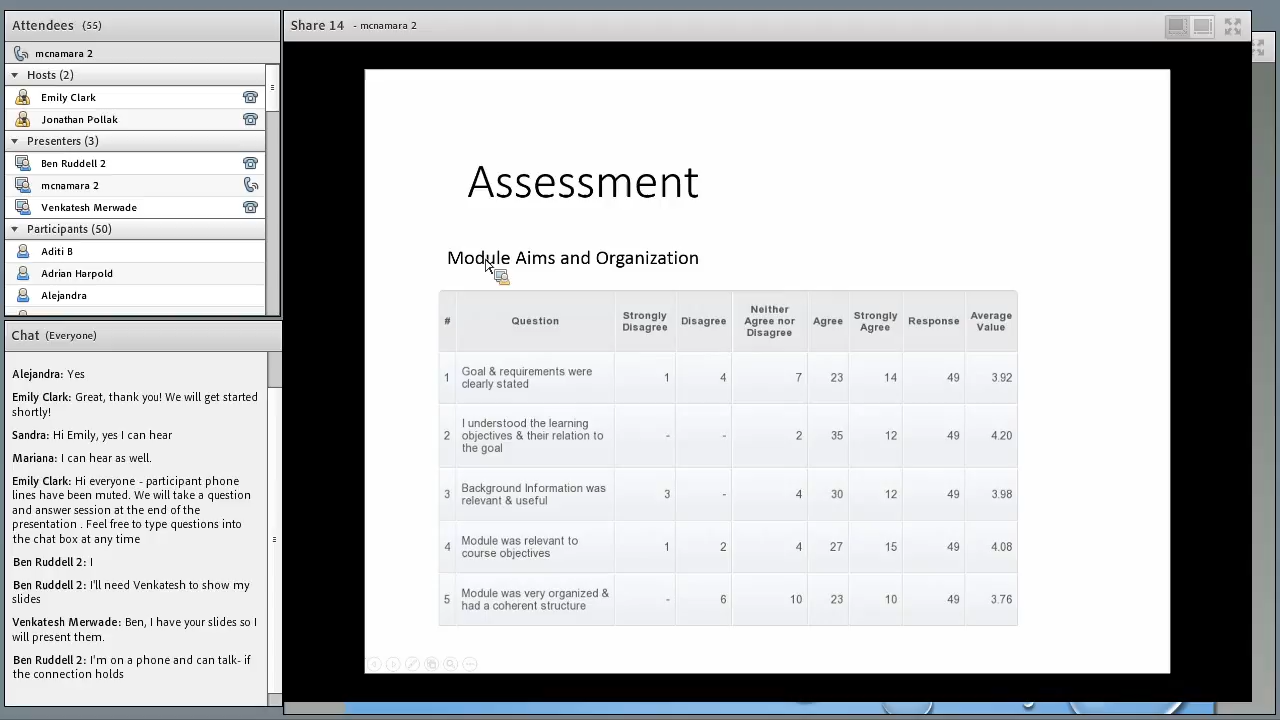 Attendees (55)
mcnamara 2
Hosts (2)
Emily Clark
Jonathan Pollak
Presenters (3)
Ben Ruddell 2
mcnamara 2
Venkatesh Merwade
Participants (50)
Aditi B
Adrian Harpold
Alejandra
Chat (Everyone)
Alejandra: Yes
Emily Clark: Great, thank you! We will get started
shortly!
Sandra: Hi Emily, yes I can hear
Mariana: I can hear as well.
Emily Clark: Hi everyone - participant phone
lines have been muted. We will take a question
and answer session at the end of the
presentation . Feel free to type questions into
the chat box at any time
Ben Ruddell 2: I
Ben Ruddell 2: I'll need Venkatesh to show my
slides
Venkatesh Merwade: Ben, I have your slides so I
will present them.
Ben Ruddell 2: I'm on a phone and can talk- if
the connection holds
Share 14 - mcnamara 2
Assessment
Module Aims and Organization
# Question Strongly Disagree Disagree Neither Agree nor Disagree Agree Strongly Agree Response Average Value
1 Goal & requirements were clearly stated 1 4 7 23 14 49 3.92
2 I understood the learning objectives & their relation to the goal - - 2 35 12 49 4.20
3 Background Information was relevant & useful 3 - 4 30 12 49 3.98
4 Module was relevant to course objectives 1 2 4 27 15 49 4.08
5 Module was very organized & had a coherent structure - 6 10 23 10 49 3.76